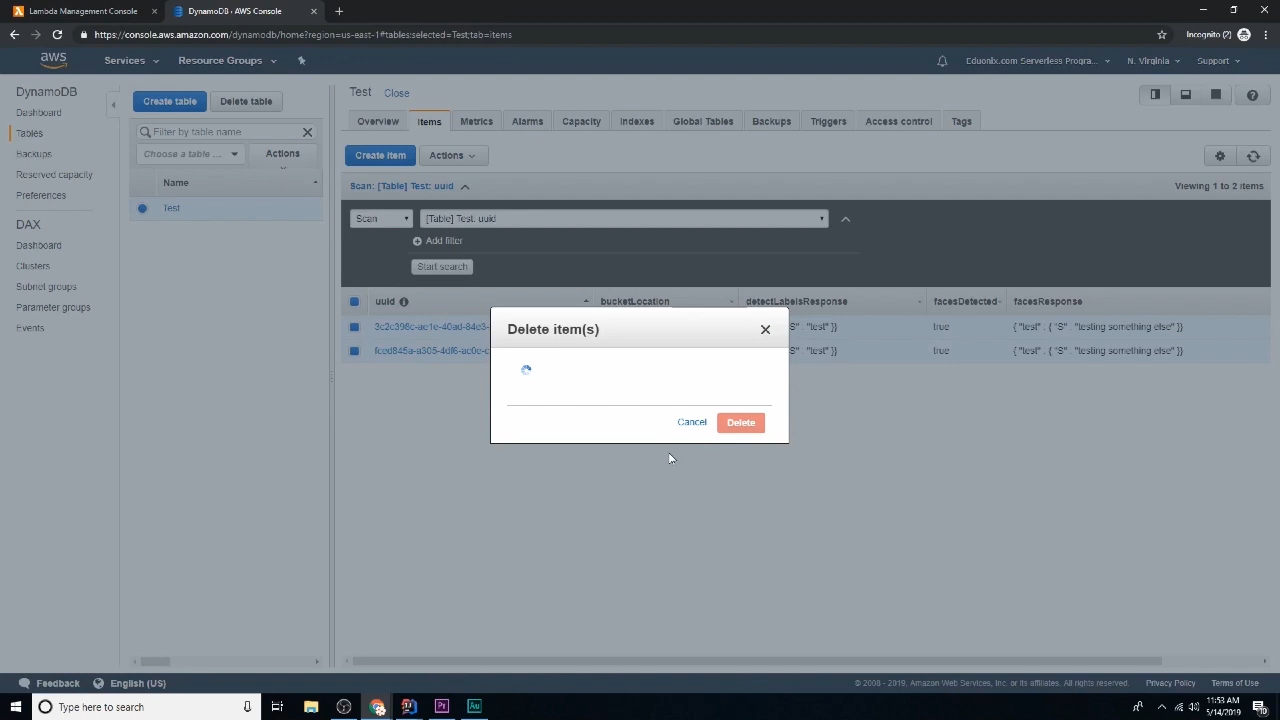 Lambda Management Console
DynamoDB · AWS Console
https://console.aws.amazon.com/dynamodb/home?region=us-east-1#tables:selected=Test;tab=items
Incognito (2)
aws
Services
Resource Groups
Eduonix.com Serverless Progra...
N. Virginia
Support
DynamoDB
Dashboard
Tables
Backups
Reserved capacity
Preferences
DAX
Dashboard
Clusters
Subnet groups
Parameter groups
Events
Create table
Delete table
Filter by table name
Choose a table ...
Actions
Name
Test
Test Close
Overview Items Metrics Alarms Capacity Indexes Global Tables Backups Triggers Access control Tags
Create item
Actions
Scan: [Table] Test: uuid
Viewing 1 to 2 items
Scan
[Table] Test: uuid
Add filter
Start search
uuid bucketLocation detectLabelsResponse facesDetected facesResponse
3c2c398c-ae1e-40ad-84e3- S" : "test" }} true { "test" : { "S" : "testing something else" }}
fced845a-a305-4df6-ac0e-c S" : "test" }} true { "test" : { "S" : "testing something else" }}
Delete item(s)
Cancel
Delete
Feedback
English (US)
© 2008 - 2019, Amazon Web Services, Inc. or its affiliates. All rights reserved.
Privacy Policy
Terms of Use
Type here to search
Pr
Au
11:53 AM
5/14/2019